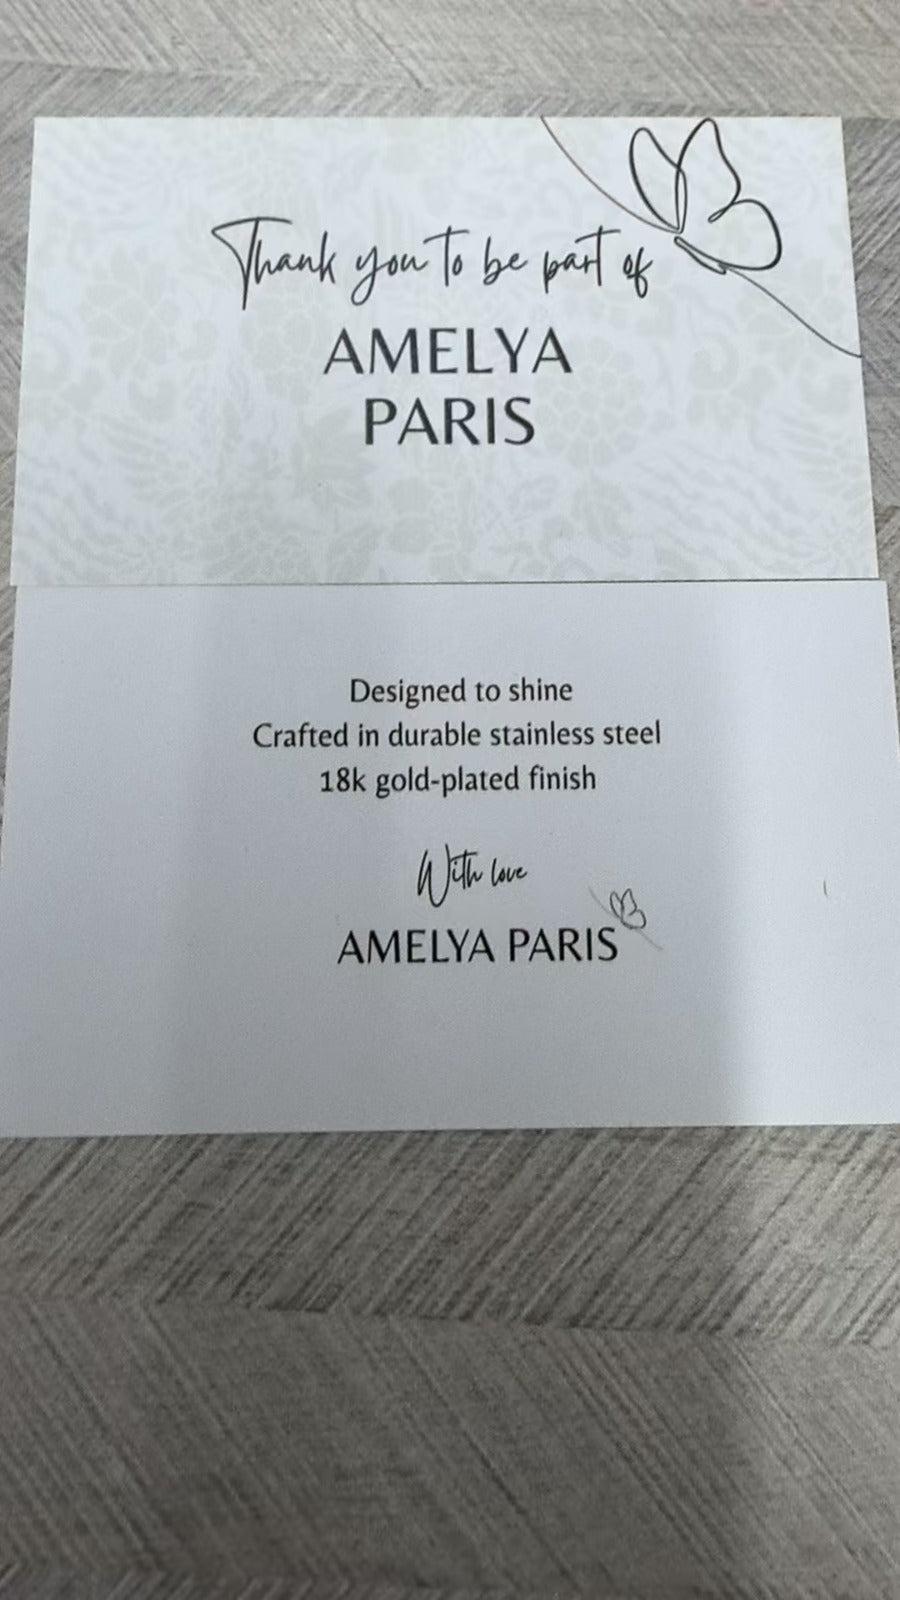 Thank you to be part of
AMELYA
PARIS
Designed to shine
Crafted in durable stainless steel
18k gold-plated finish
With love
AMELYA PARIS